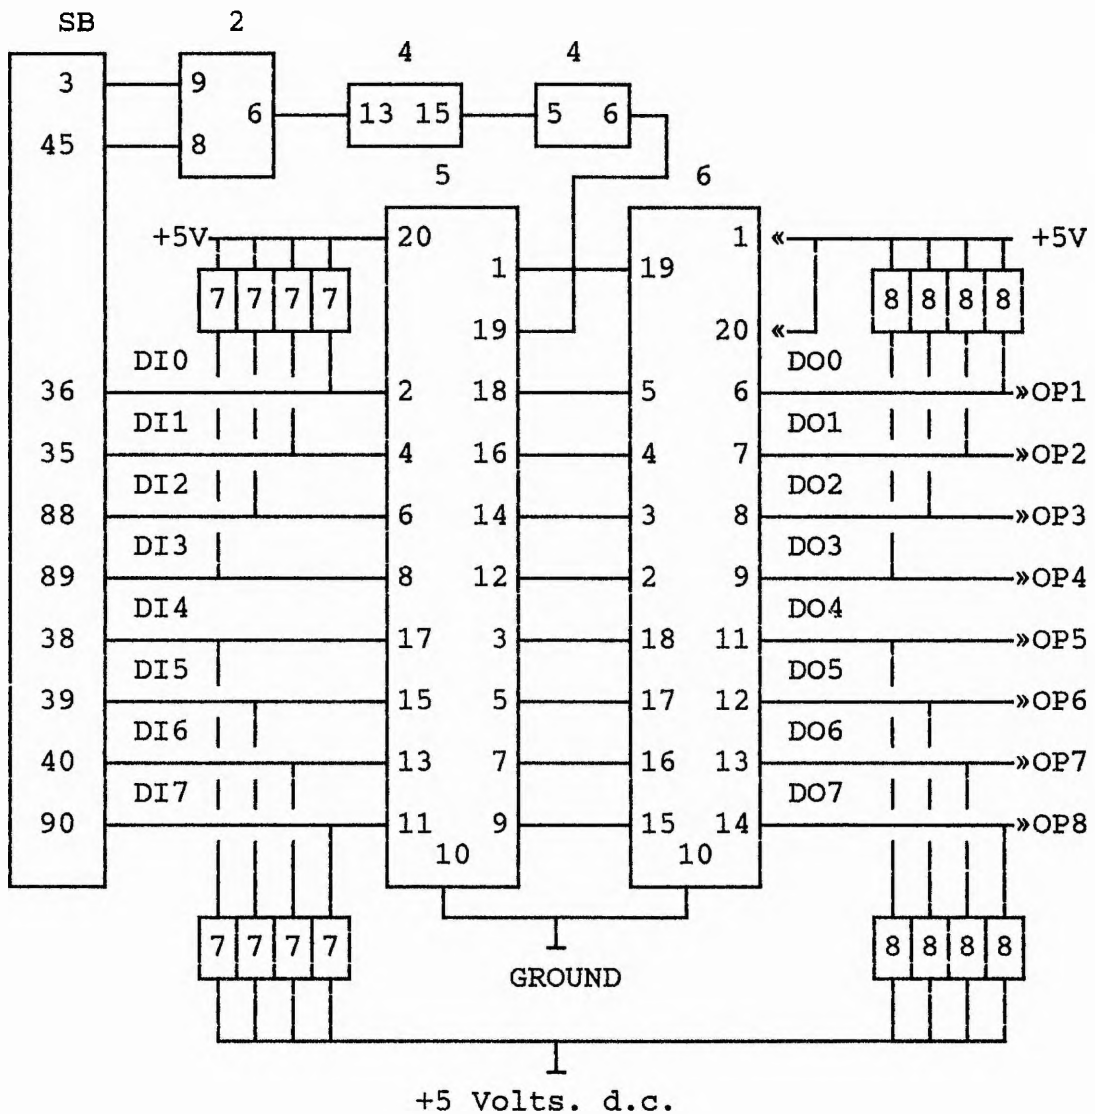 SB 2
4 4
3 9
6 13 15 5 6
45 8
5 6
+5V 20 1 « +5V
1 19
7 7 7 7 8 8 8 8
19 20 «
DI0 DO0
36 2 18 5 6 »OP1
DI1 DO1
35 4 16 4 7 »OP2
DI2 DO2
88 6 14 3 8 »OP3
DI3 DO3
89 8 12 2 9 »OP4
DI4 DO4
38 17 3 18 11 »OP5
DI5 DO5
39 15 5 17 12 »OP6
DI6 DO6
40 13 7 16 13 »OP7
DI7 DO7
90 11 9 15 14 »OP8
10 10
7 7 7 7 8 8 8 8
GROUND
+5 Volts. d.c.